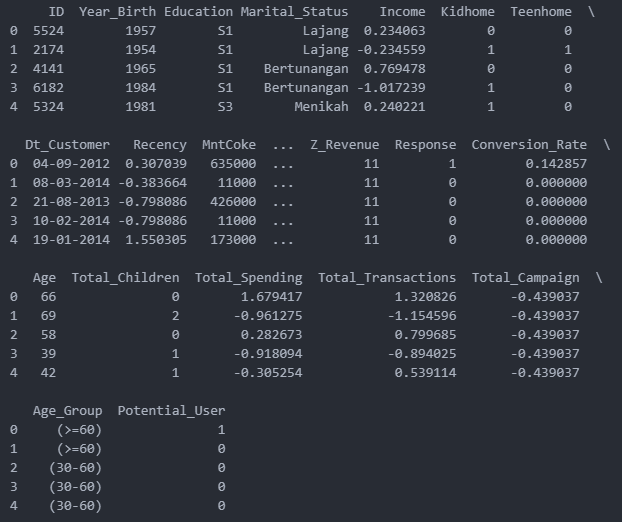 ID  Year_Birth Education Marital_Status    Income  Kidhome  Teenhome  \
0  5524        1957        S1         Lajang  0.234063        0         0
1  2174        1954        S1         Lajang -0.234559        1         1
2  4141        1965        S1    Bertunangan  0.769478        0         0
3  6182        1984        S1    Bertunangan -1.017239        1         0
4  5324        1981        S3        Menikah  0.240221        1         0

  Dt_Customer   Recency  MntCoke  ...  Z_Revenue  Response  Conversion_Rate  \
0  04-09-2012  0.307039   635000  ...         11         1         0.142857
1  08-03-2014 -0.383664    11000  ...         11         0         0.000000
2  21-08-2013 -0.798086   426000  ...         11         0         0.000000
3  10-02-2014 -0.798086    11000  ...         11         0         0.000000
4  19-01-2014  1.550305   173000  ...         11         0         0.000000

   Age  Total_Children  Total_Spending  Total_Transactions  Total_Campaign  \
0   66               0        1.679417            1.320826       -0.439037
1   69               2       -0.961275           -1.154596       -0.439037
2   58               0        0.282673            0.799685       -0.439037
3   39               1       -0.918094           -0.894025       -0.439037
4   42               1       -0.305254            0.539114       -0.439037

   Age_Group  Potential_User
0     (>=60)               1
1     (>=60)               0
2    (30-60)               0
3    (30-60)               0
4    (30-60)               0